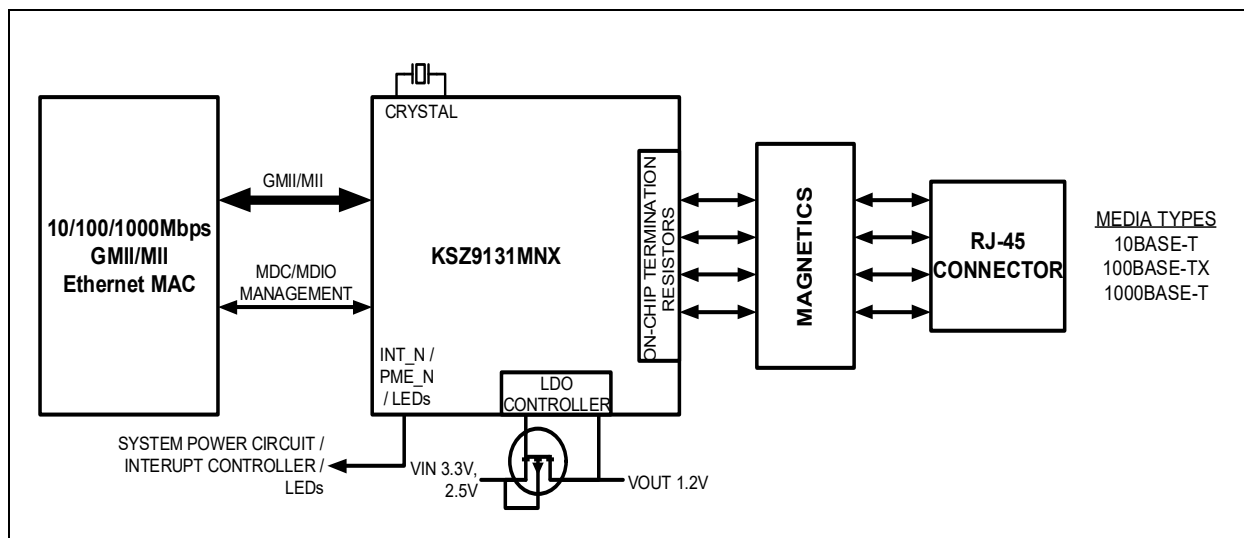 CRYSTAL
10/100/1000Mbps
GMII/MII
Ethernet MAC
GMII/MII
MDC/MDIO
MANAGEMENT
KSZ9131MNX
ON-CHIP TERMINATION
RESISTORS
MAGNETICS
RJ-45
CONNECTOR
MEDIA TYPES
10BASE-T
100BASE-TX
1000BASE-T
INT_N /
PME_N
/ LEDs
LDO
CONTROLLER
SYSTEM POWER CIRCUIT /
INTERUPT CONTROLLER /
LEDs
VIN 3.3V,
2.5V
VOUT 1.2V